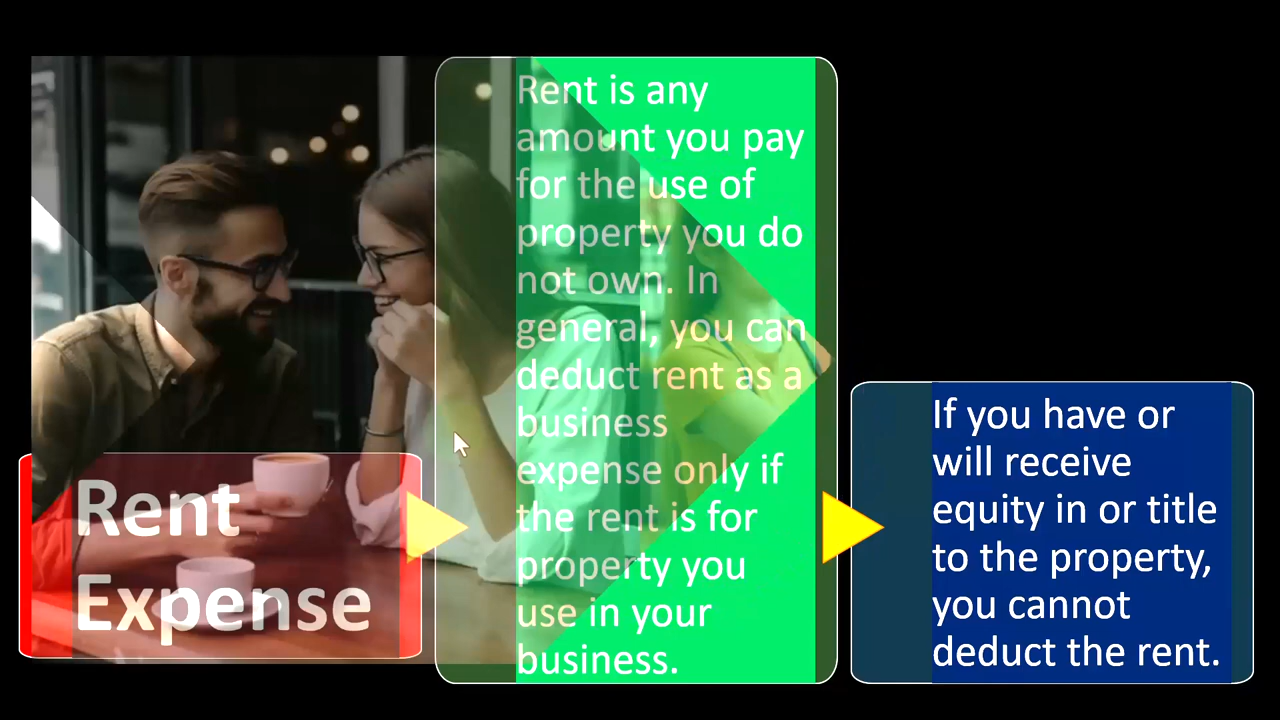 Rent
Expense
Rent is any
amount you pay
for the use of
property you do
not own. In
general, you can
deduct rent as a
business
expense only if
the rent is for
property you
use in your
business.
If you have or
will receive
equity in or title
to the property,
you cannot
deduct the rent.